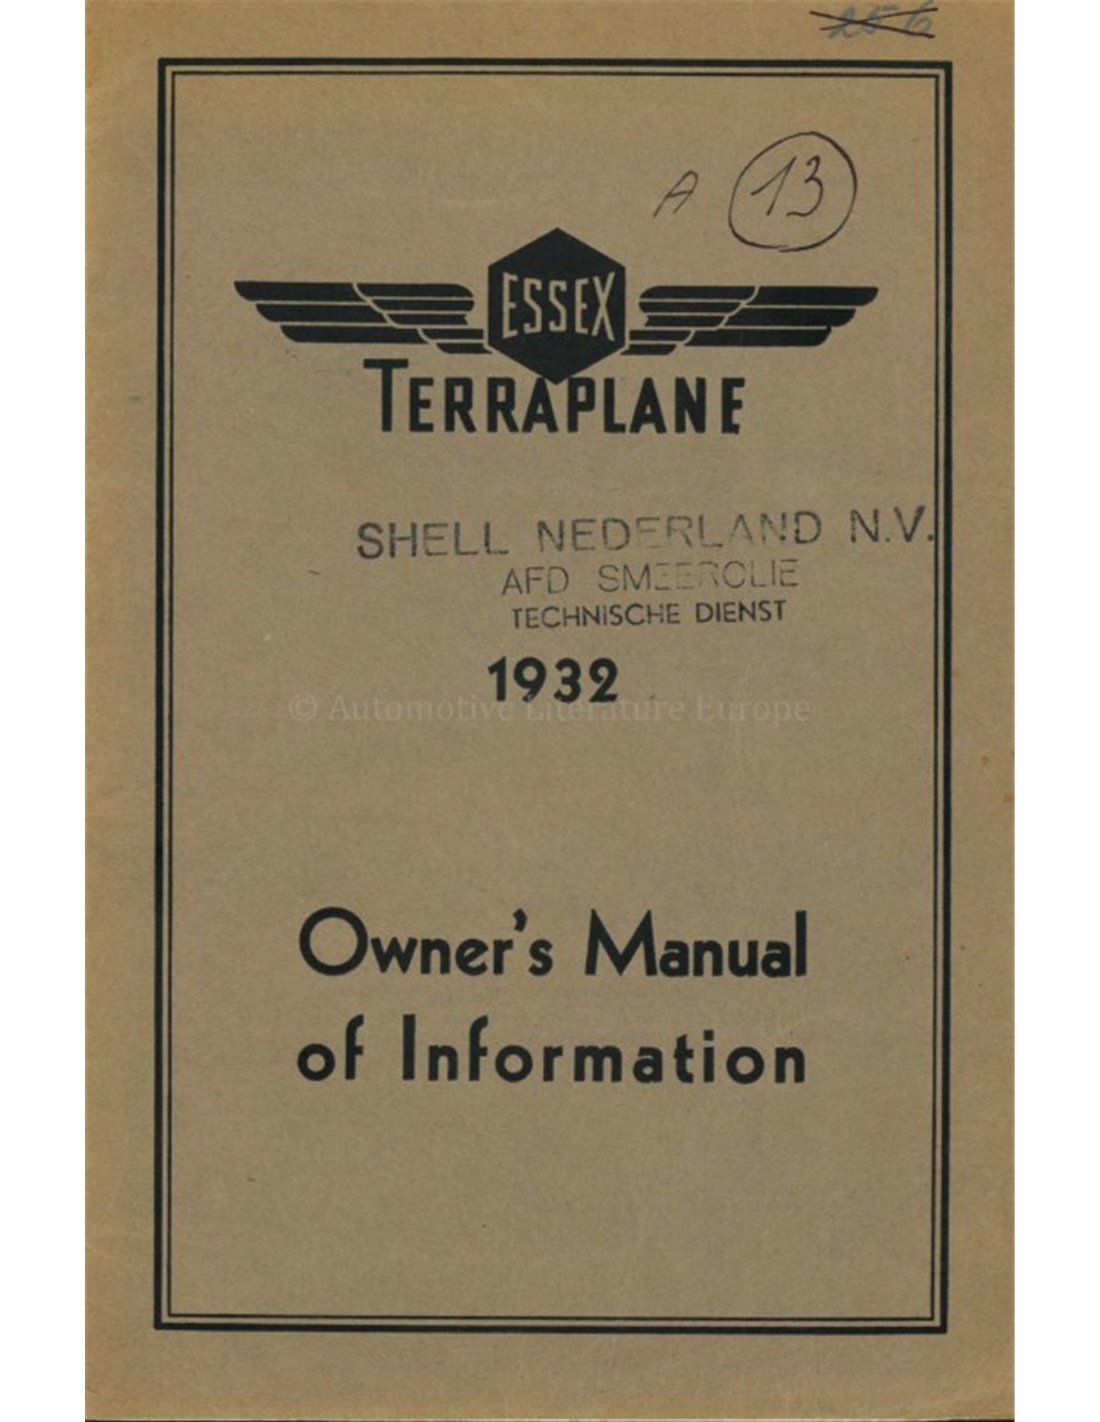 A 13
ESSEX
TERRAPLANE
SHELL NEDERLAND N.V.
AFD SMEEROLIE
TECHNISCHE DIENST
1932
© Automotive Literature Europe
Owner's Manual
of Information